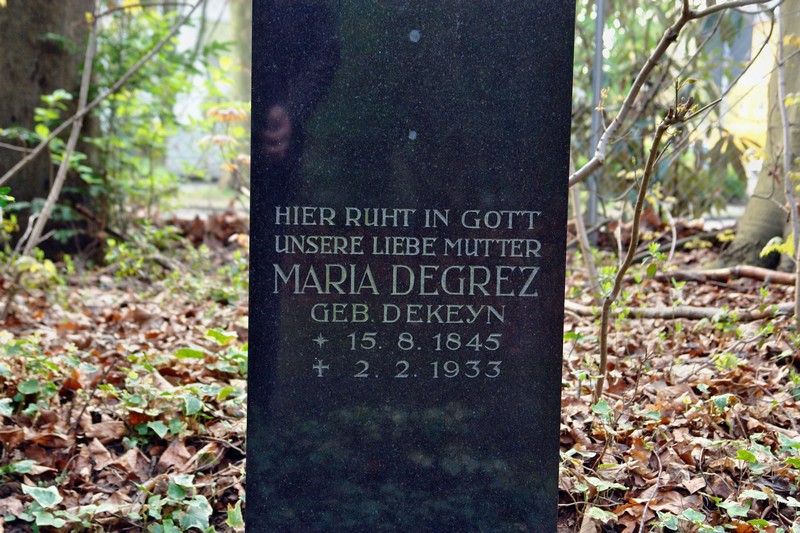 HIER RUHT IN GOTT
UNSERE LIEBE MUTTER
MARIA DEGREZ
GEB. DEKEYN
* 15. 8. 1845
✝ 2. 2. 1933